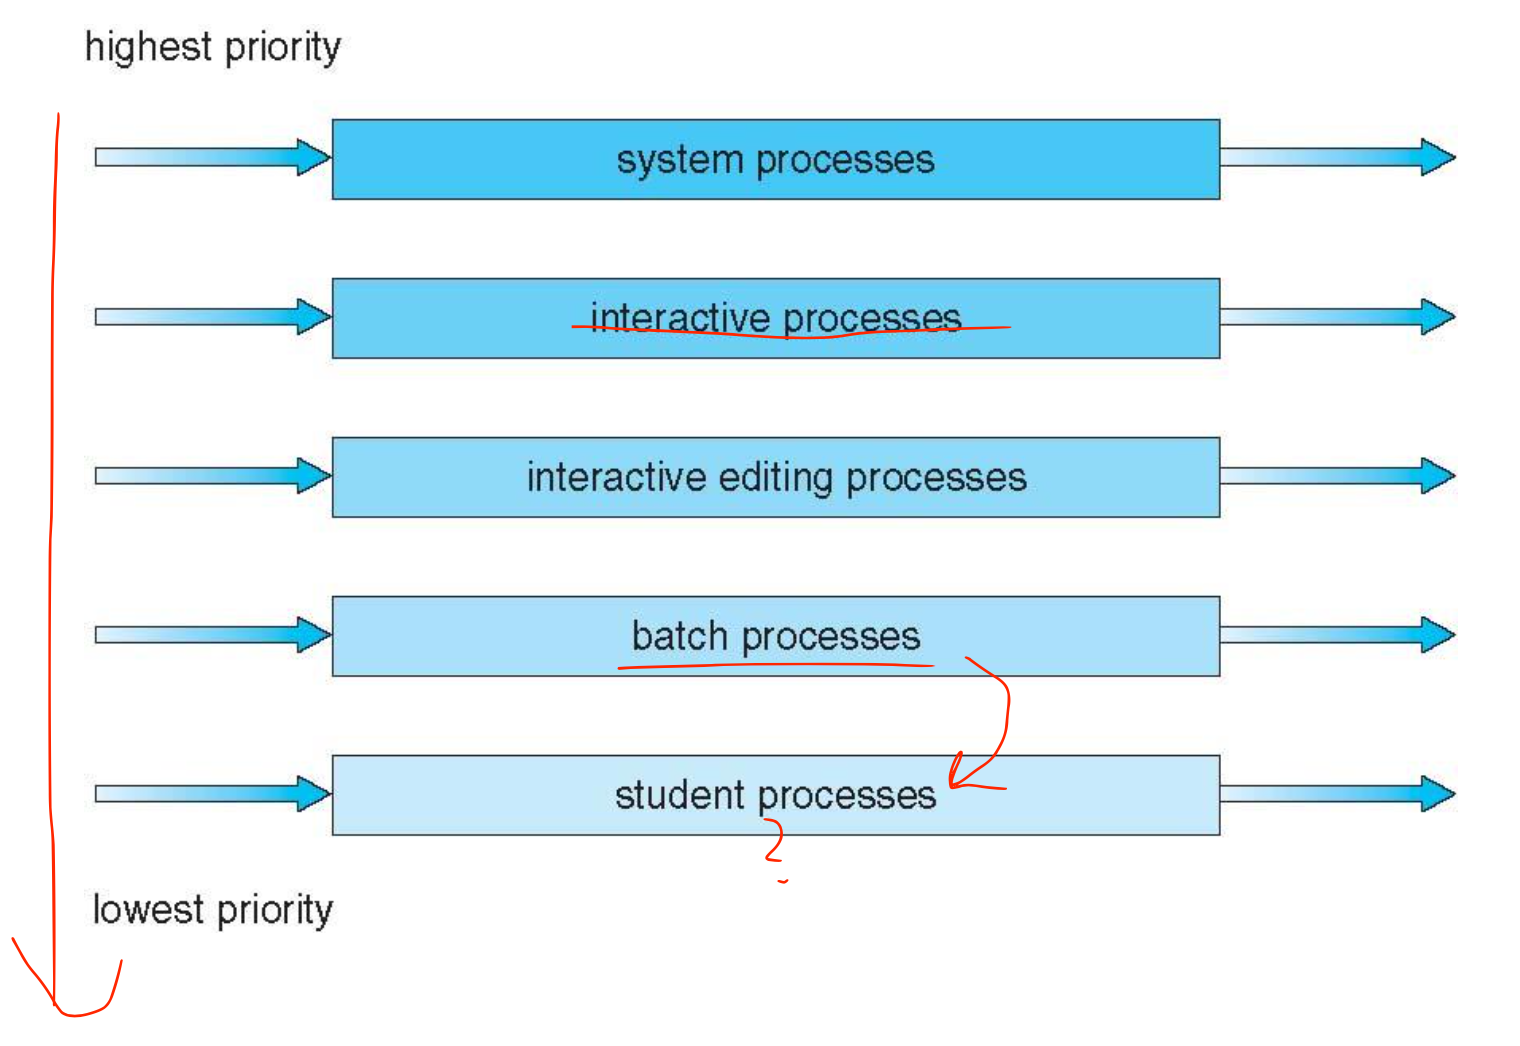 highest priority
system processes
interactive processes
interactive editing processes
batch processes
student processes
?
lowest priority